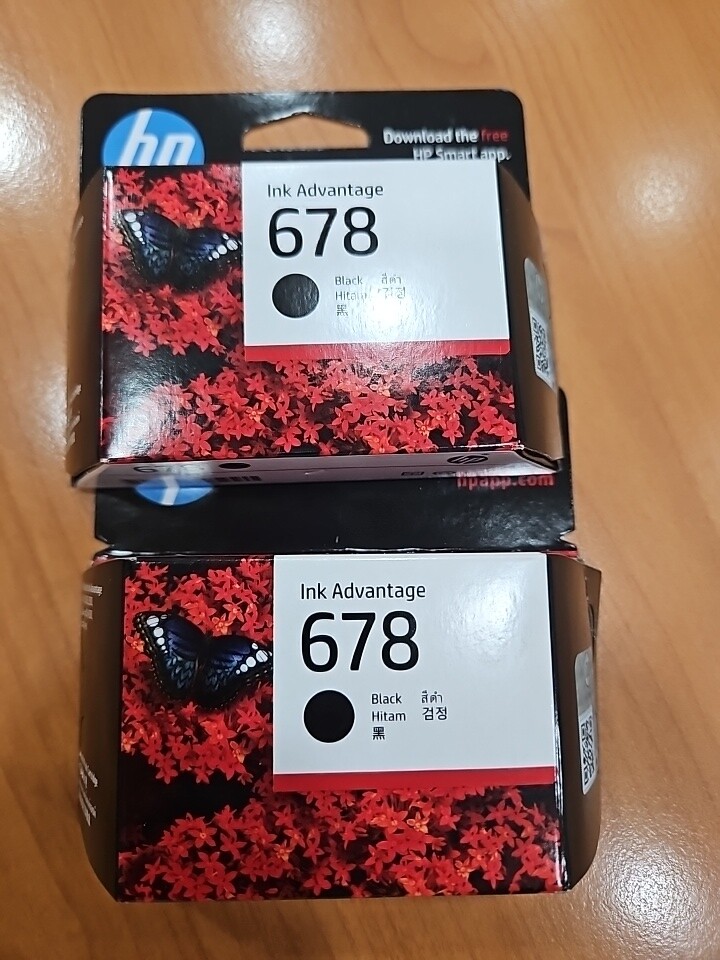 hp
Download the free
HP Smart app.
Ink Advantage
678
Black สีดำ
Hitam 검정
黑
hp
hpapp.com
Ink Advantage
678
Black สีดำ
Hitam 검정
黑